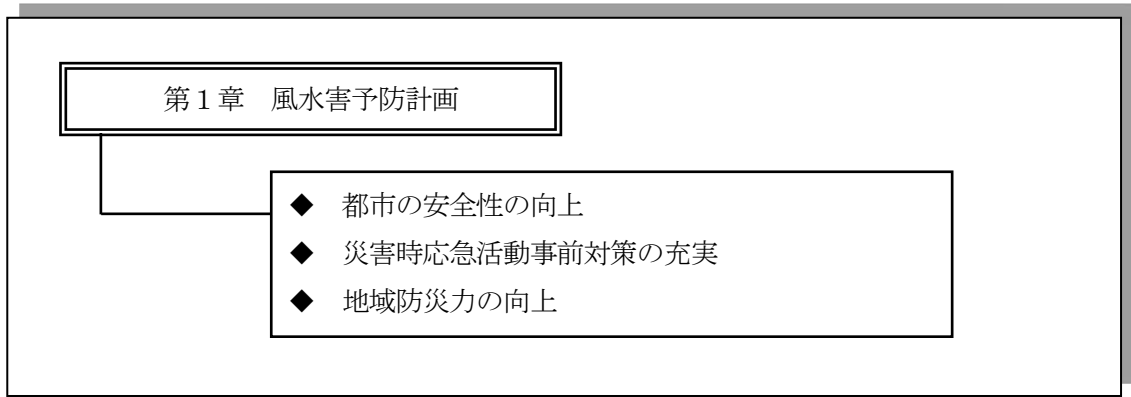 第１章　風水害予防計画
◆　都市の安全性の向上
◆　災害時応急活動事前対策の充実
◆　地域防災力の向上